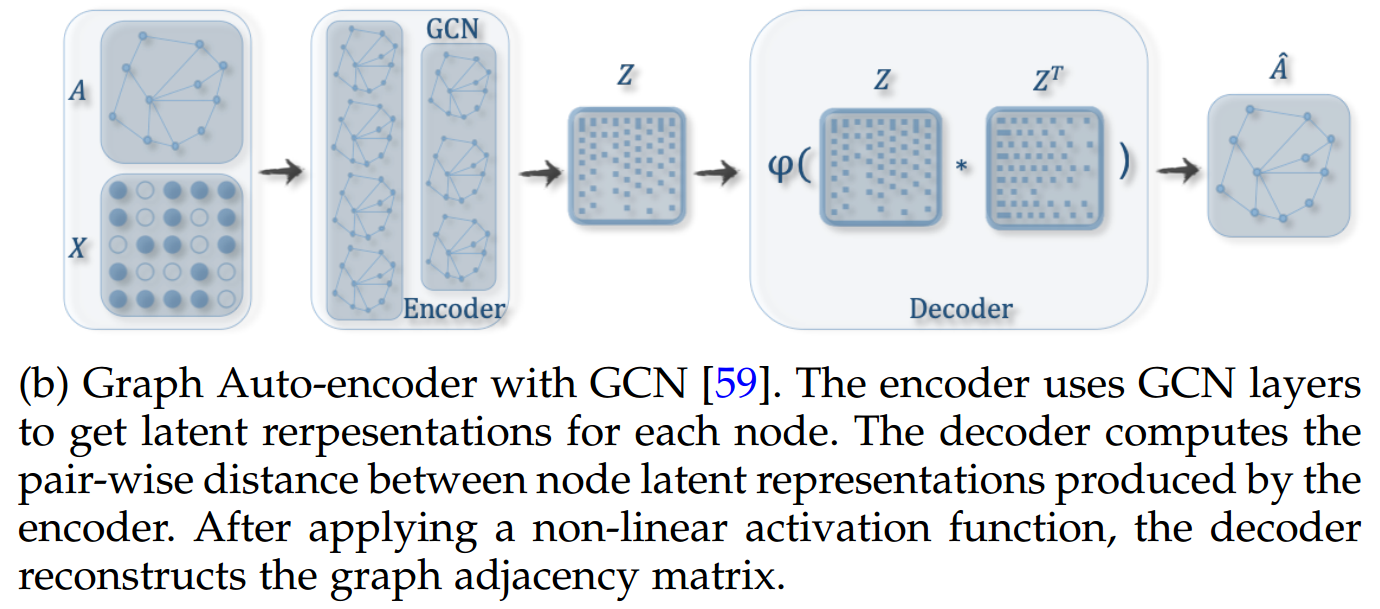 GCN
A
Z
Z
Zᵀ
Â
φ(
*
)
X
Encoder
Decoder
(b) Graph Auto-encoder with GCN [59]. The encoder uses GCN layers
to get latent rerpesentations for each node. The decoder computes the
pair-wise distance between node latent representations produced by the
encoder. After applying a non-linear activation function, the decoder
reconstructs the graph adjacency matrix.